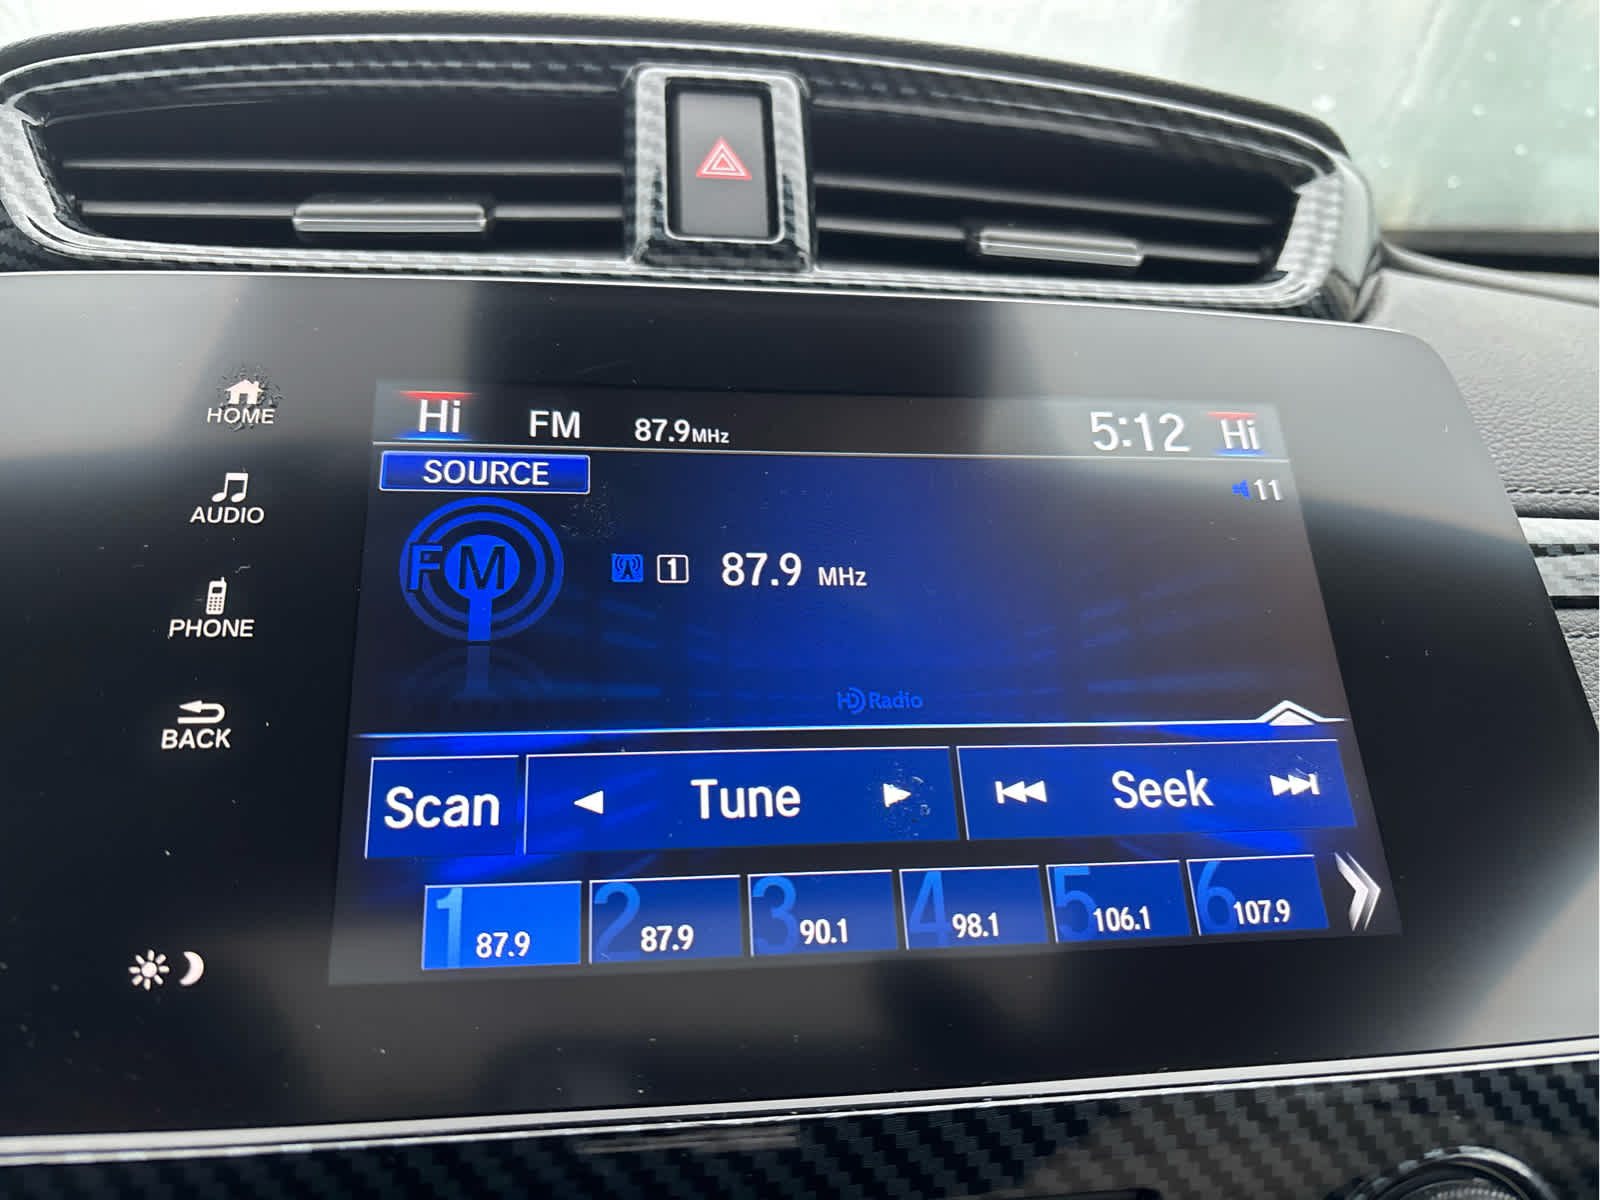 HOME
AUDIO
PHONE
BACK
Hi FM 87.9MHz 5:12 Hi
SOURCE
11
FM
1 87.9 MHz
HD Radio
Scan Tune Seek
1 87.9 2 87.9 3 90.1 4 98.1 5 106.1 6 107.9